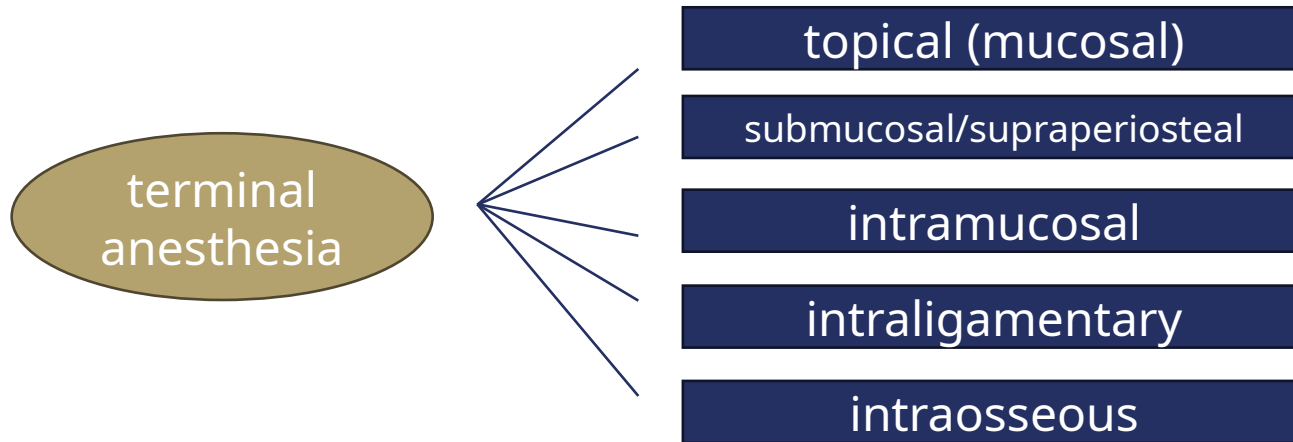 terminal
anesthesia
topical (mucosal)
submucosal/supraperiosteal
intramucosal
intraligamentary
intraosseous